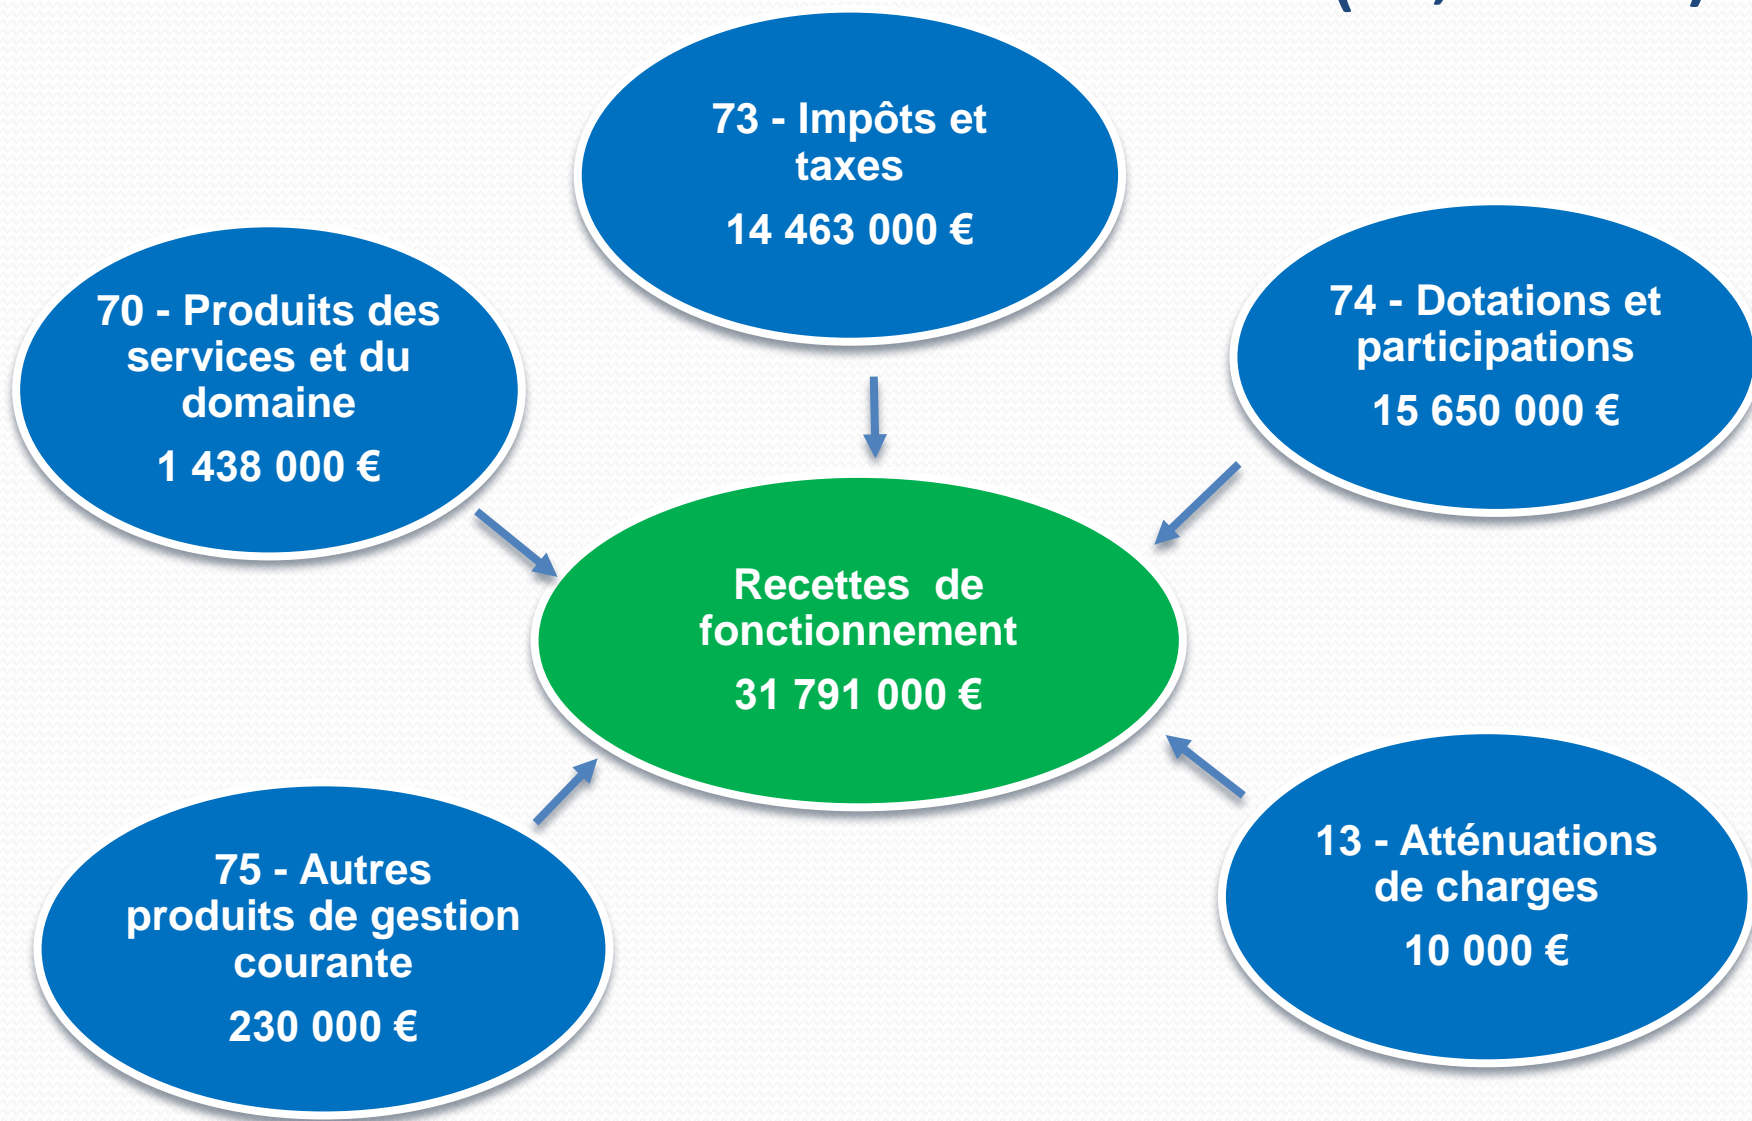 73 - Impôts et
taxes
14 463 000 €
70 - Produits des
services et du
domaine
1 438 000 €
74 - Dotations et
participations
15 650 000 €
Recettes de
fonctionnement
31 791 000 €
75 - Autres
produits de gestion
courante
230 000 €
13 - Atténuations
de charges
10 000 €